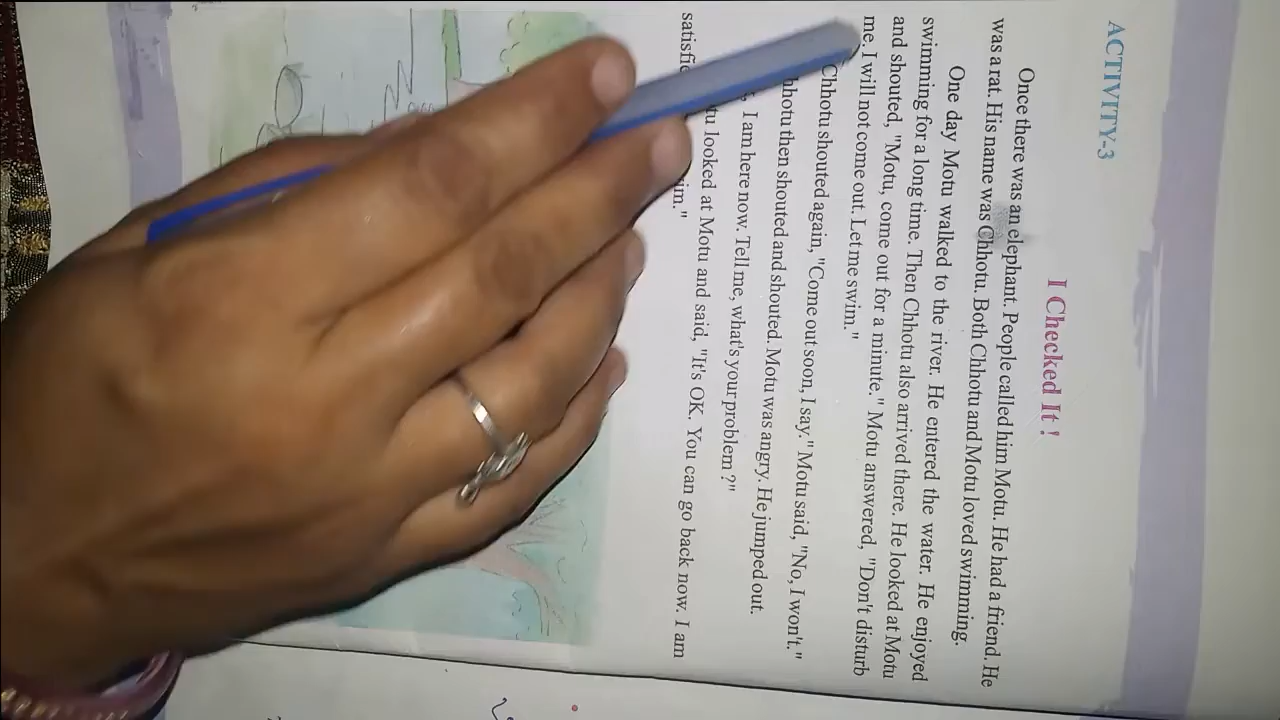 ACTIVITY-3
I Checked It !
Once there was an elephant. People called him Motu. He had a friend. He
was a rat. His name was Chhotu. Both Chhotu and Motu loved swimming.
One day Motu walked to the river. He entered the water. He enjoyed
swimming for a long time. Then Chhotu also arrived there. He looked at Motu
and shouted, "Motu, come out for a minute." Motu answered, "Don't disturb
me. I will not come out. Let me swim."
Chhotu shouted again, "Come out soon, I say." Motu said, "No, I won't."
then shouted and shouted. Motu was angry. He jumped out.
I am here now. Tell me, what's your problem ?"
looked at Motu and said, "It's OK. You can go back now. I am